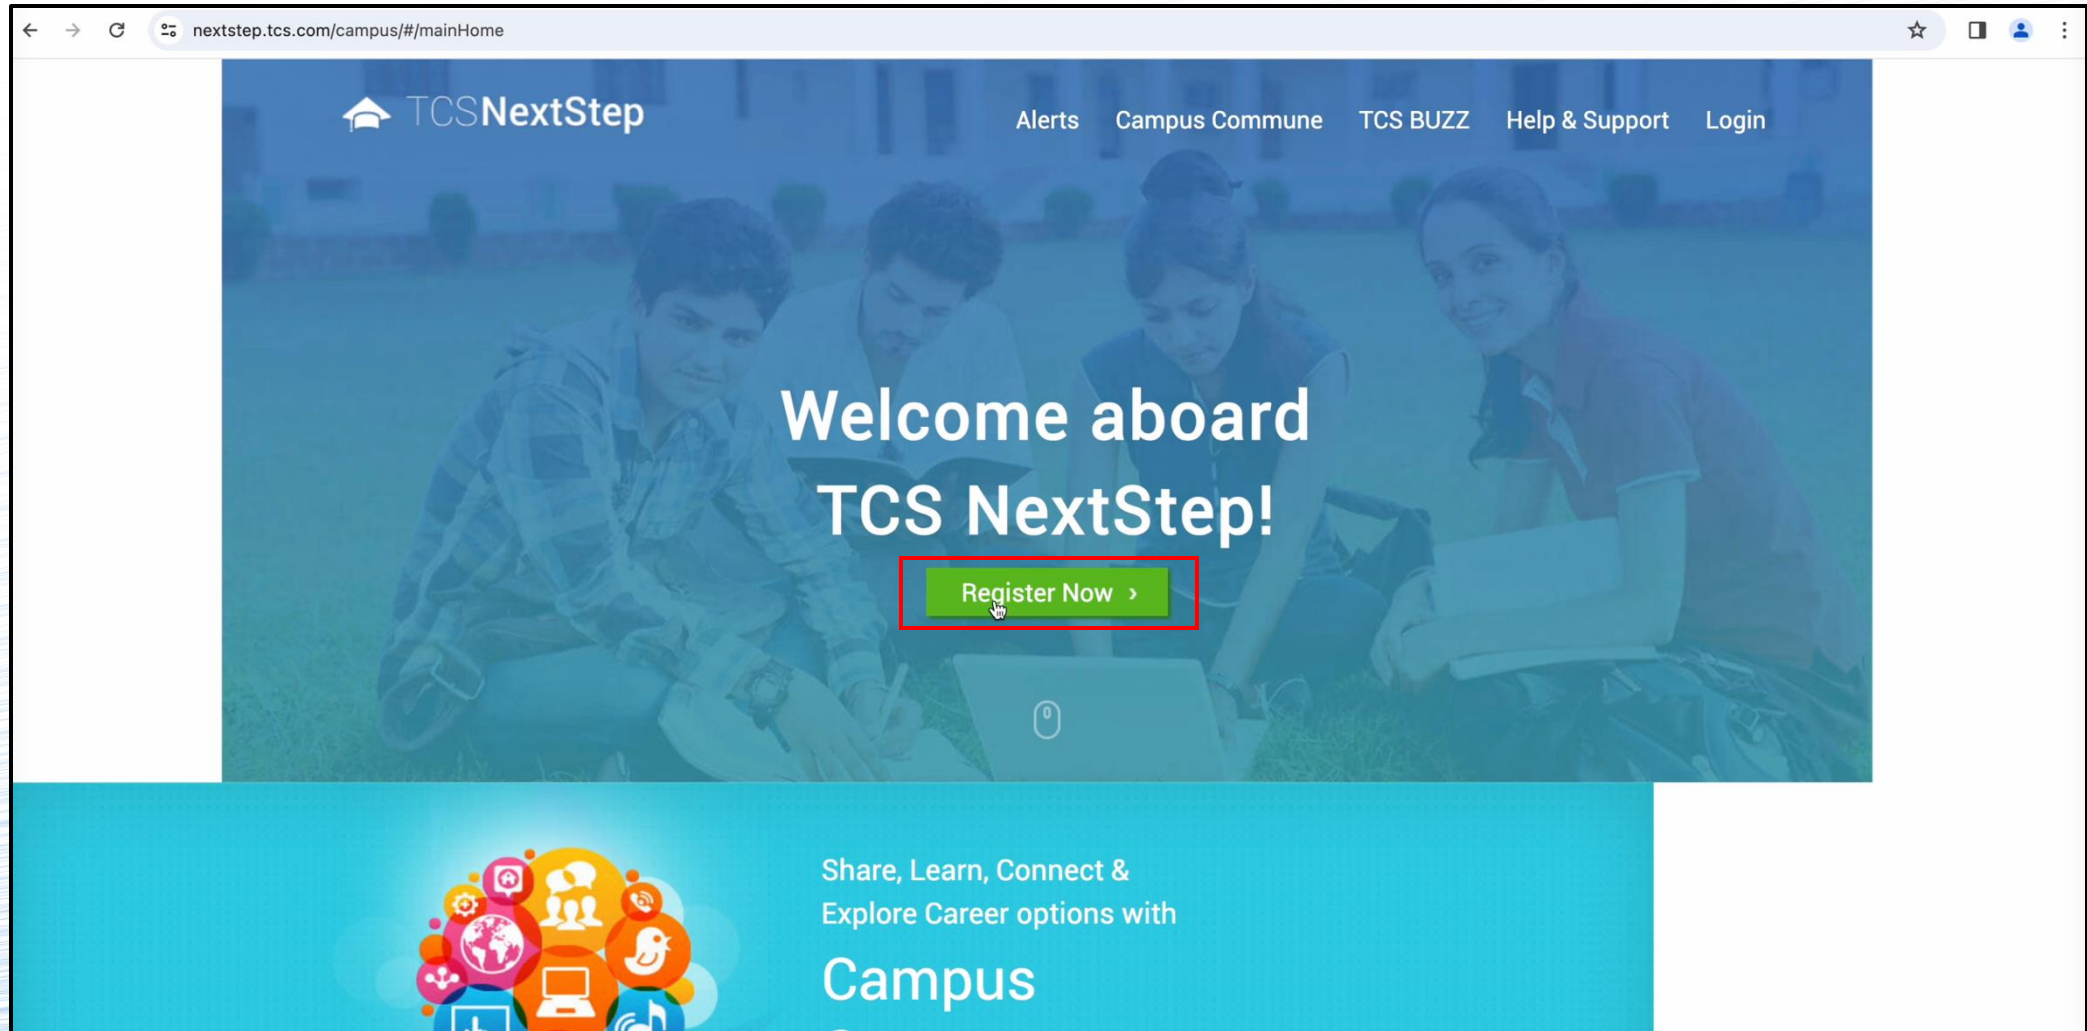 nextstep.tcs.com/campus/#/mainHome
TCSNextStep
Alerts Campus Commune TCS BUZZ Help & Support Login
Welcome aboard
TCS NextStep!
Register Now ›
Share, Learn, Connect &
Explore Career options with
Campus